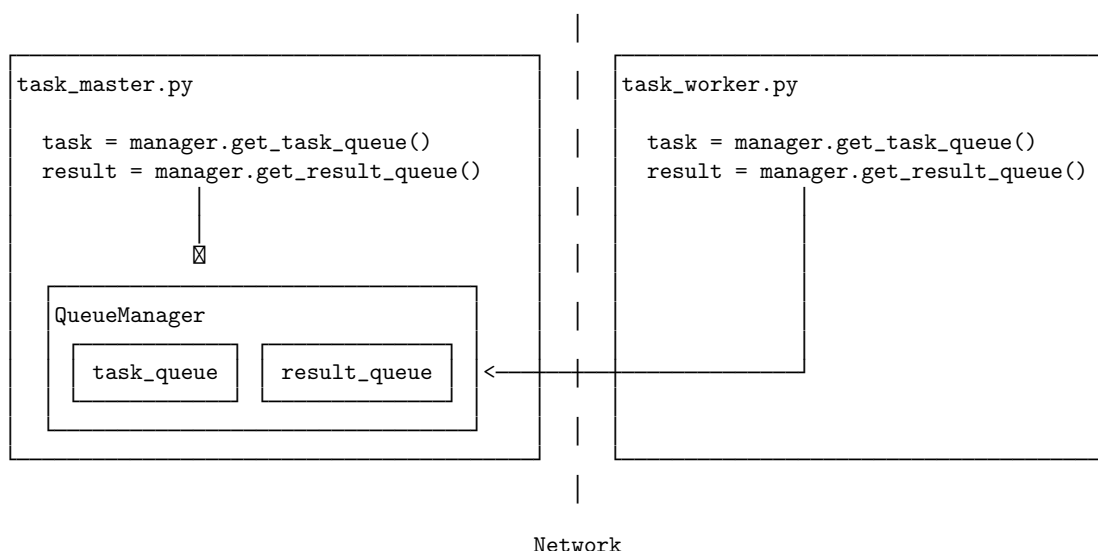 task_master.py
task = manager.get_task_queue()
result = manager.get_result_queue()
QueueManager
task_queue
result_queue
task_worker.py
task = manager.get_task_queue()
result = manager.get_result_queue()
Network